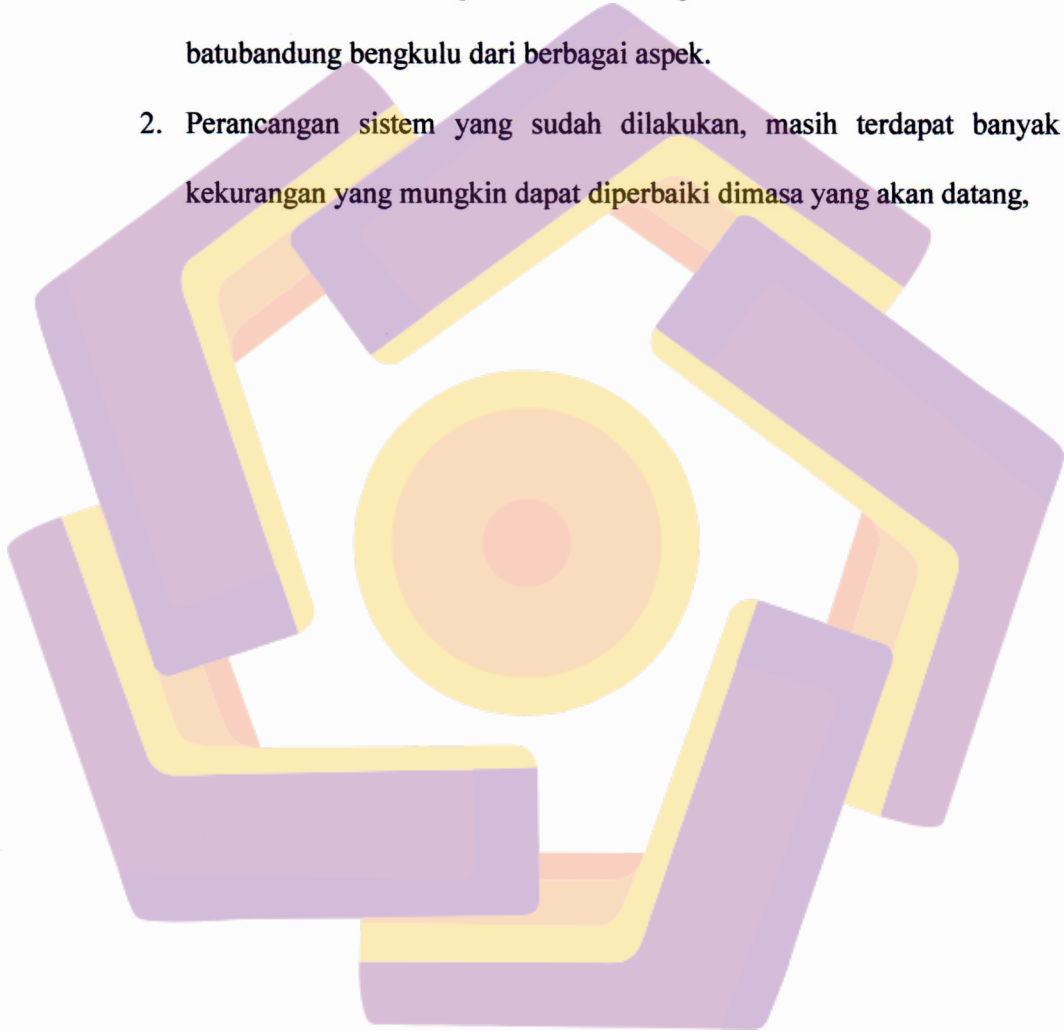 batubandung bengkulu dari berbagai aspek.
2. Perancangan sistem yang sudah dilakukan, masih terdapat banyak
kekurangan yang mungkin dapat diperbaiki dimasa yang akan datang,